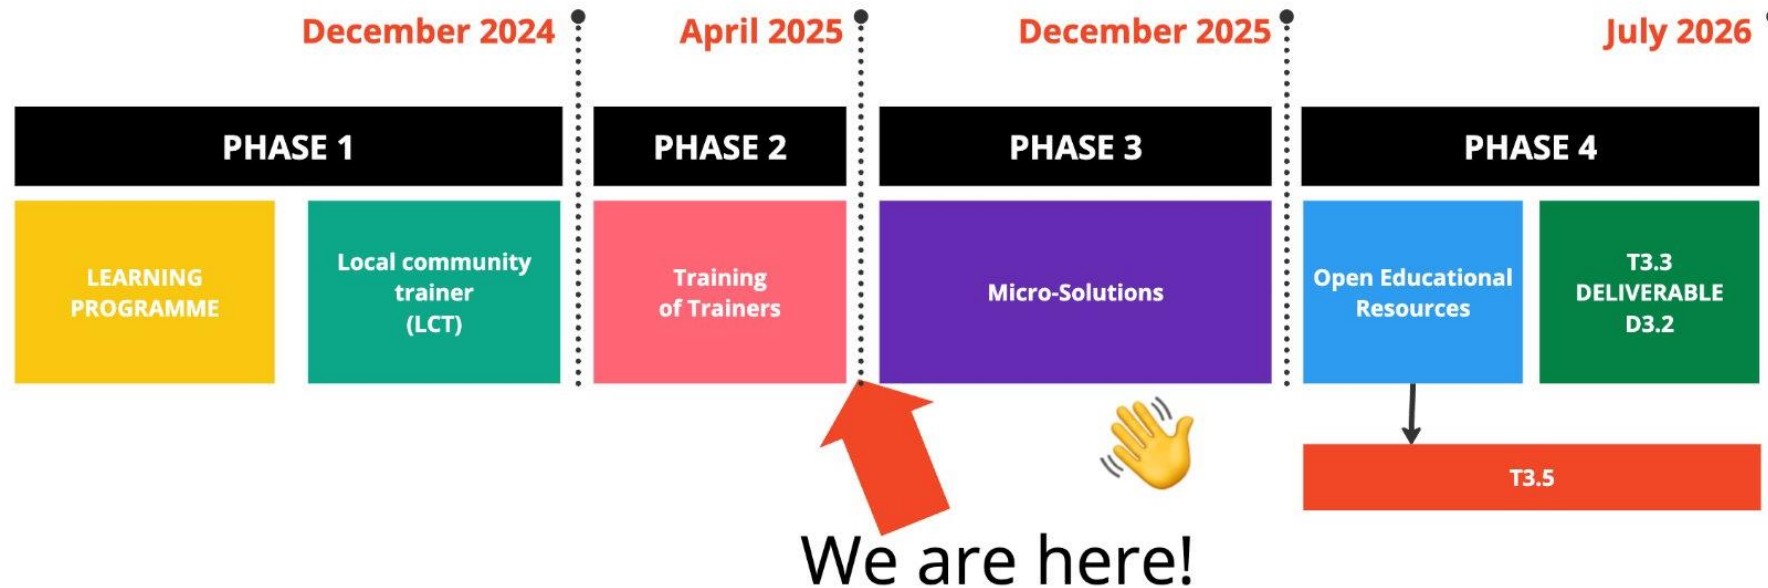 December 2024
April 2025
December 2025
July 2026
PHASE 1
PHASE 2
PHASE 3
PHASE 4
LEARNING
PROGRAMME
Local community
trainer
(LCT)
Training
of Trainers
Micro-Solutions
Open Educational
Resources
T3.3
DELIVERABLE
D3.2
T3.5
We are here!